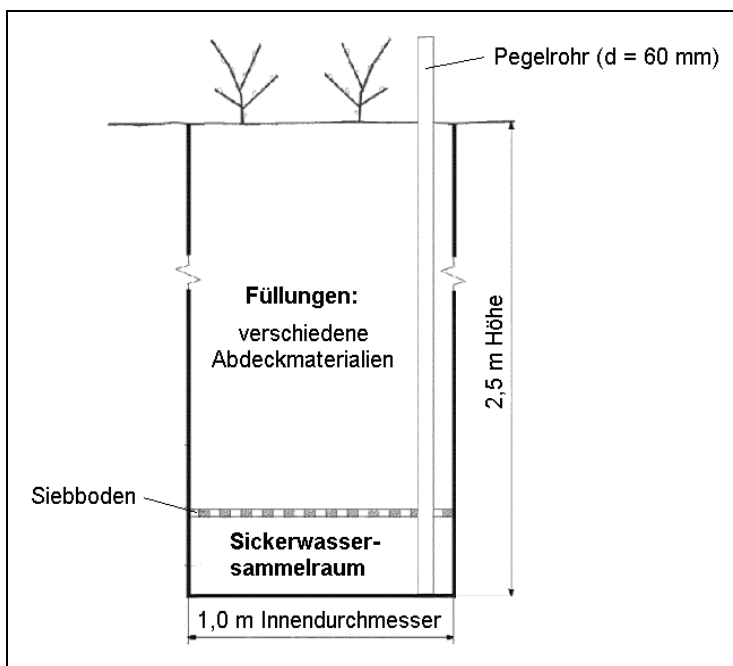 Pegelrohr (d = 60 mm)
Füllungen:
verschiedene
Abdeckmaterialien
2,5 m Höhe
Siebboden
Sickerwasser-
sammelraum
1,0 m Innendurchmesser